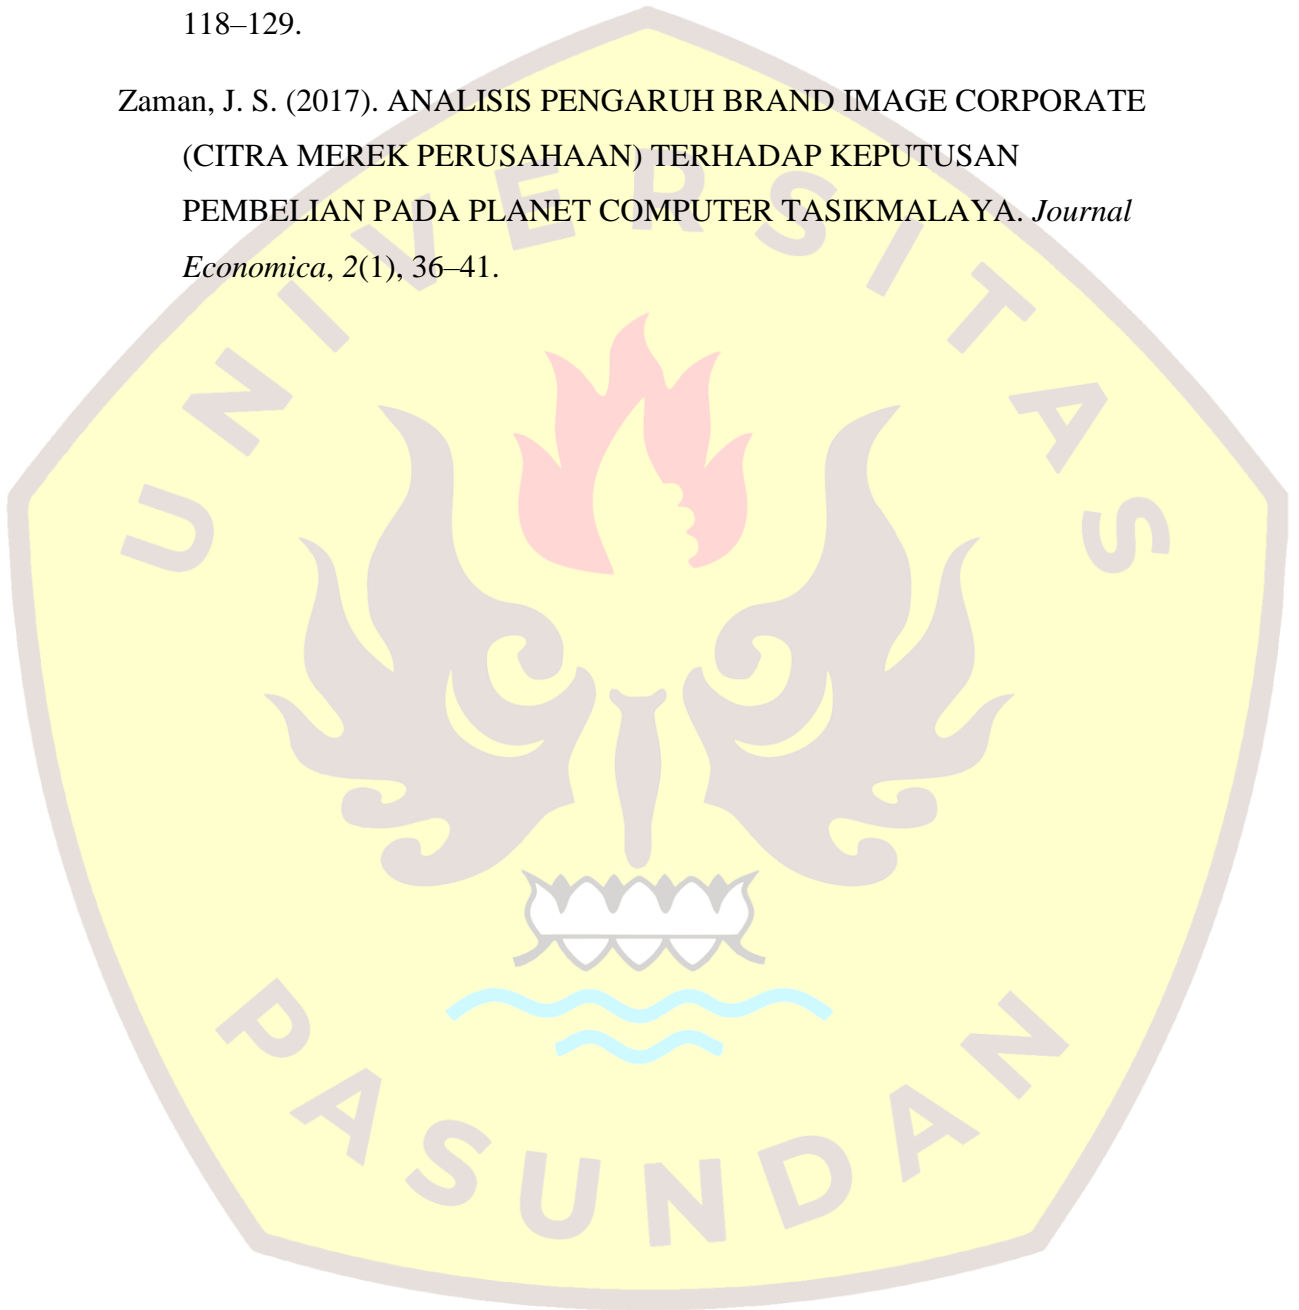 118–129.
Zaman, J. S. (2017). ANALISIS PENGARUH BRAND IMAGE CORPORATE
(CITRA MEREK PERUSAHAAN) TERHADAP KEPUTUSAN
PEMBELIAN PADA PLANET COMPUTER TASIKMALAYA. Journal
Economica, 2(1), 36–41.
UNIVERSITAS
PASUNDAN